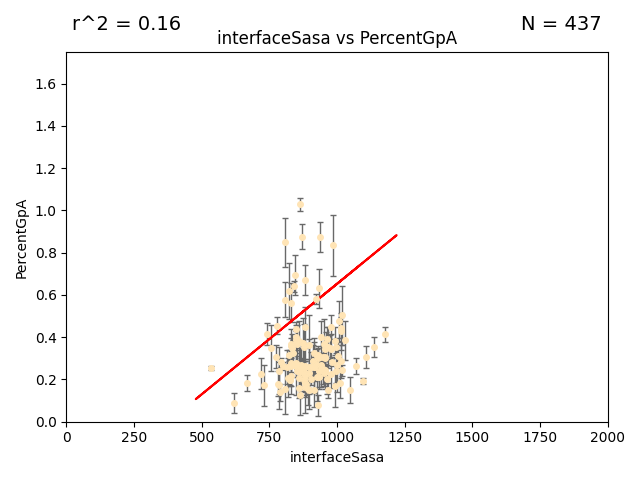 r^2 = 0.16
N = 437
interfaceSasa vs PercentGpA
PercentGpA
1.6
1.4
1.2
1.0
0.8
0.6
0.4
0.2
0.0
0 250 500 750 1000 1250 1500 1750 2000
interfaceSasa